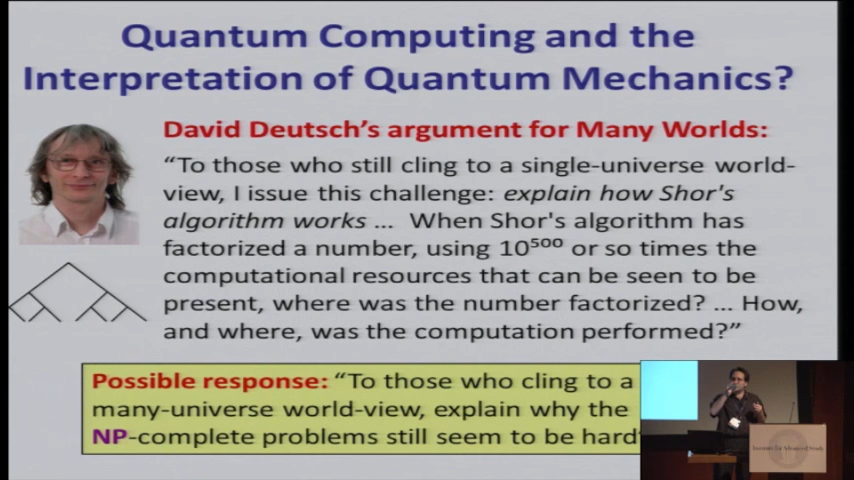 Quantum Computing and the
Interpretation of Quantum Mechanics?
David Deutsch's argument for Many Worlds:
“To those who still cling to a single-universe world-
view, I issue this challenge: explain how Shor's
algorithm works ... When Shor's algorithm has
factorized a number, using 10⁵⁰⁰ or so times the
computational resources that can be seen to be
present, where was the number factorized? ... How,
and where, was the computation performed?”
Possible response: “To those who cling to a
many-universe world-view, explain why the
NP-complete problems still seem to be hard
Institute for Advanced Study